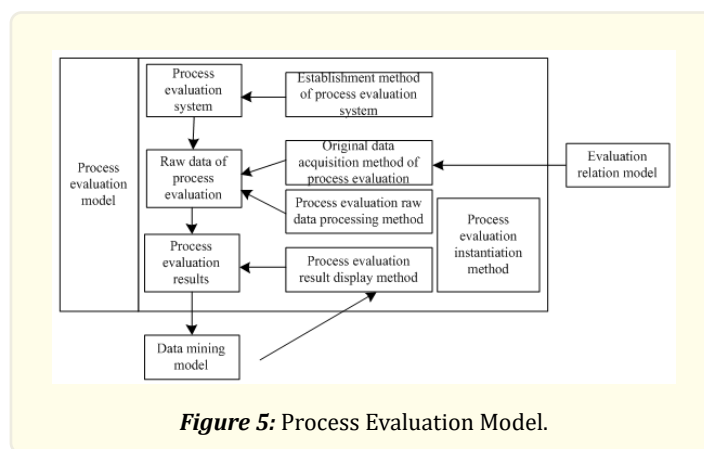 Process
evaluation
system
Establishment method
of process evaluation
system
Process
evaluation
model
Raw data of
process
evaluation
Original data
acquisition method of
process evaluation
Evaluation
relation model
Process evaluation raw
data processing method
Process
evaluation
instantiation
method
Process
evaluation
results
Process evaluation
result display method
Data mining
model
Figure 5: Process Evaluation Model.